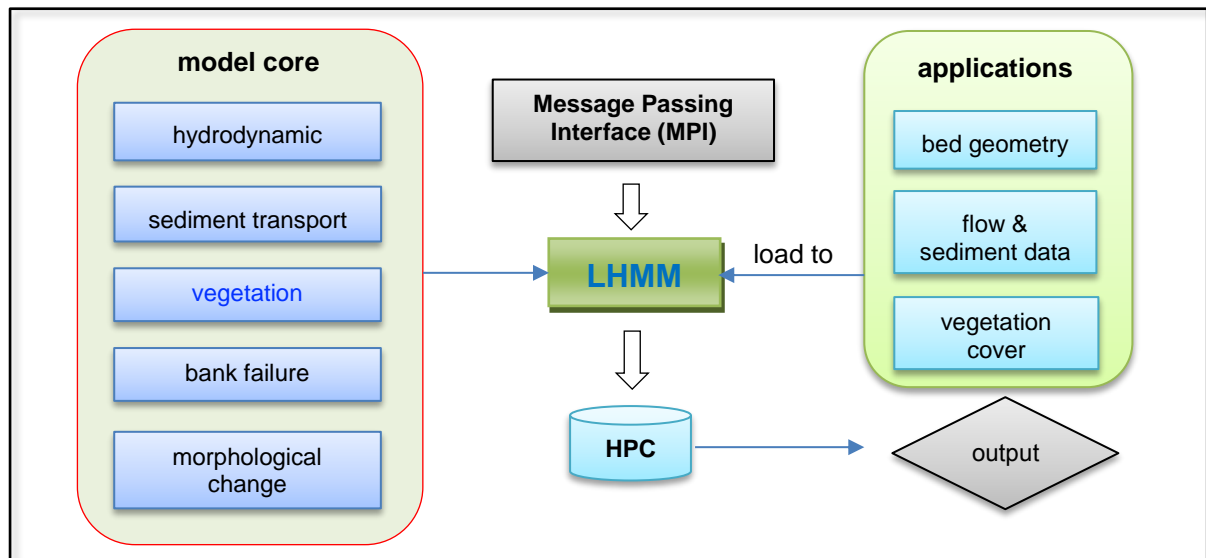 model core
hydrodynamic
sediment transport
vegetation
bank failure
morphological
change
Message Passing
Interface (MPI)
LHMM
HPC
load to
applications
bed geometry
flow &
sediment data
vegetation
cover
output